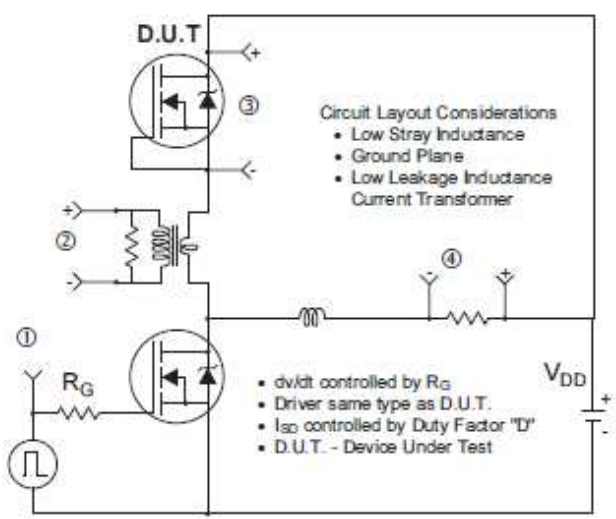 D.U.T
+
③
-
Circuit Layout Considerations
• Low Stray Inductance
• Ground Plane
• Low Leakage Inductance
Current Transformer
+
②
-
④
-
+
①
RG
VDD
+
-
• dv/dt controlled by RG
• Driver same type as D.U.T.
• ISD controlled by Duty Factor "D"
• D.U.T. - Device Under Test